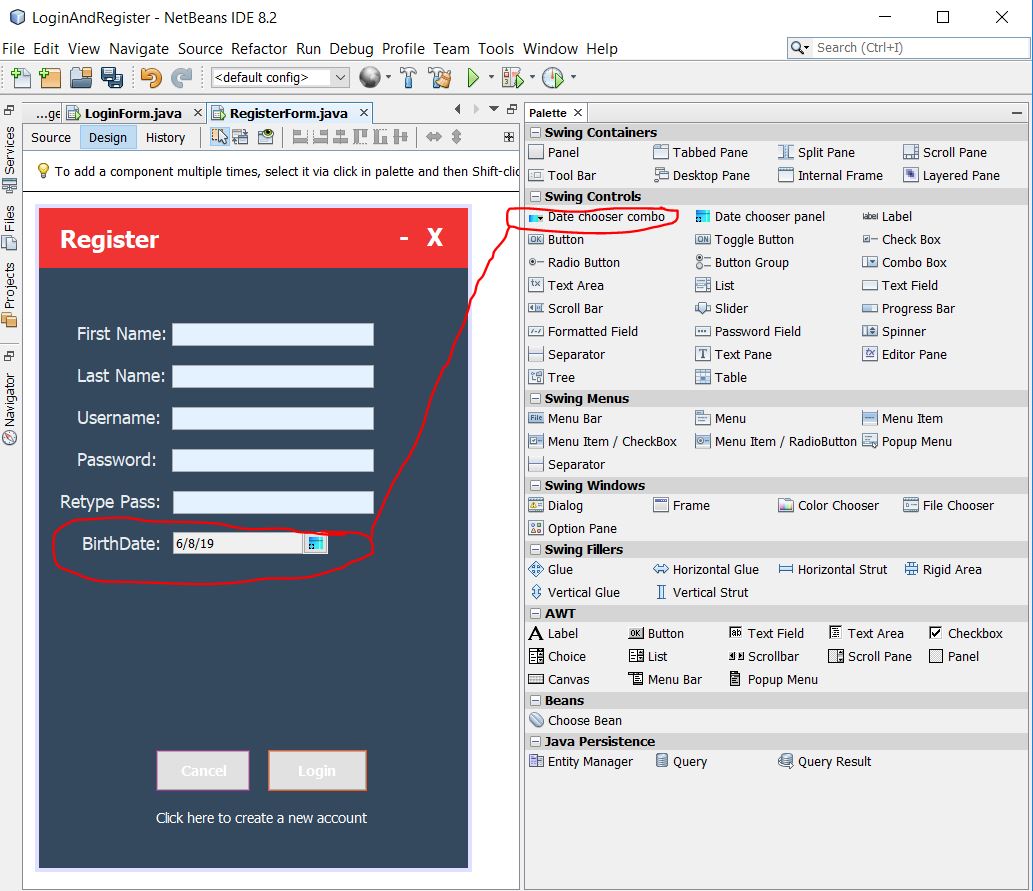 LoginAndRegister - NetBeans IDE 8.2
File Edit View Navigate Source Refactor Run Debug Profile Team Tools Window Help
Search (Ctrl+I)
<default config>
...ge
LoginForm.java
RegisterForm.java
Source Design History
To add a component multiple times, select it via click in palette and then Shift-clic
Services
Files
Projects
Navigator
Register - X
First Name:
Last Name:
Username:
Password:
Retype Pass:
BirthDate: 6/8/19
Cancel Login
Click here to create a new account
Palette
Swing Containers
Panel Tabbed Pane Split Pane Scroll Pane
Tool Bar Desktop Pane Internal Frame Layered Pane
Swing Controls
Date chooser combo Date chooser panel label Label
OK Button ON Toggle Button Check Box
Radio Button Button Group Combo Box
Text Area List Text Field
Scroll Bar Slider Progress Bar
Formatted Field Password Field Spinner
Separator Text Pane Editor Pane
Tree Table
Swing Menus
File Menu Bar Menu Menu Item
Menu Item / CheckBox Menu Item / RadioButton Popup Menu
Separator
Swing Windows
Dialog Frame Color Chooser File Chooser
Option Pane
Swing Fillers
Glue Horizontal Glue Horizontal Strut Rigid Area
Vertical Glue Vertical Strut
AWT
A Label OK Button Text Field Text Area Checkbox
Choice List Scrollbar Scroll Pane Panel
Canvas Menu Bar Popup Menu
Beans
Choose Bean
Java Persistence
Entity Manager Query Query Result